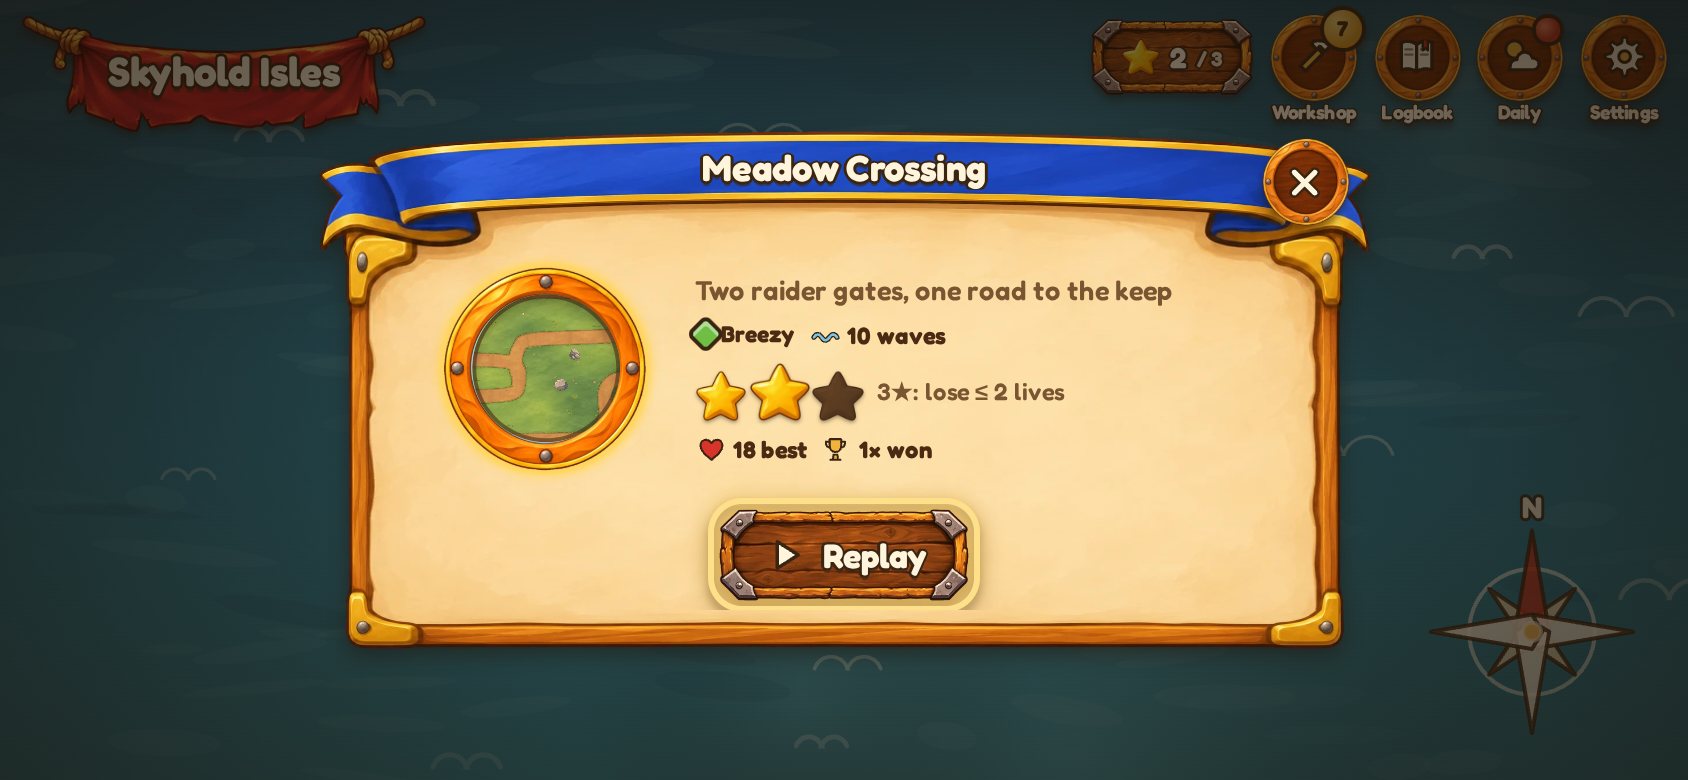 Skyhold Isles
2 /3
7
Workshop
Logbook
Daily
Settings
Meadow Crossing
Two raider gates, one road to the keep
Breezy 10 waves
3★: lose ≤ 2 lives
18 best 1× won
Replay
N